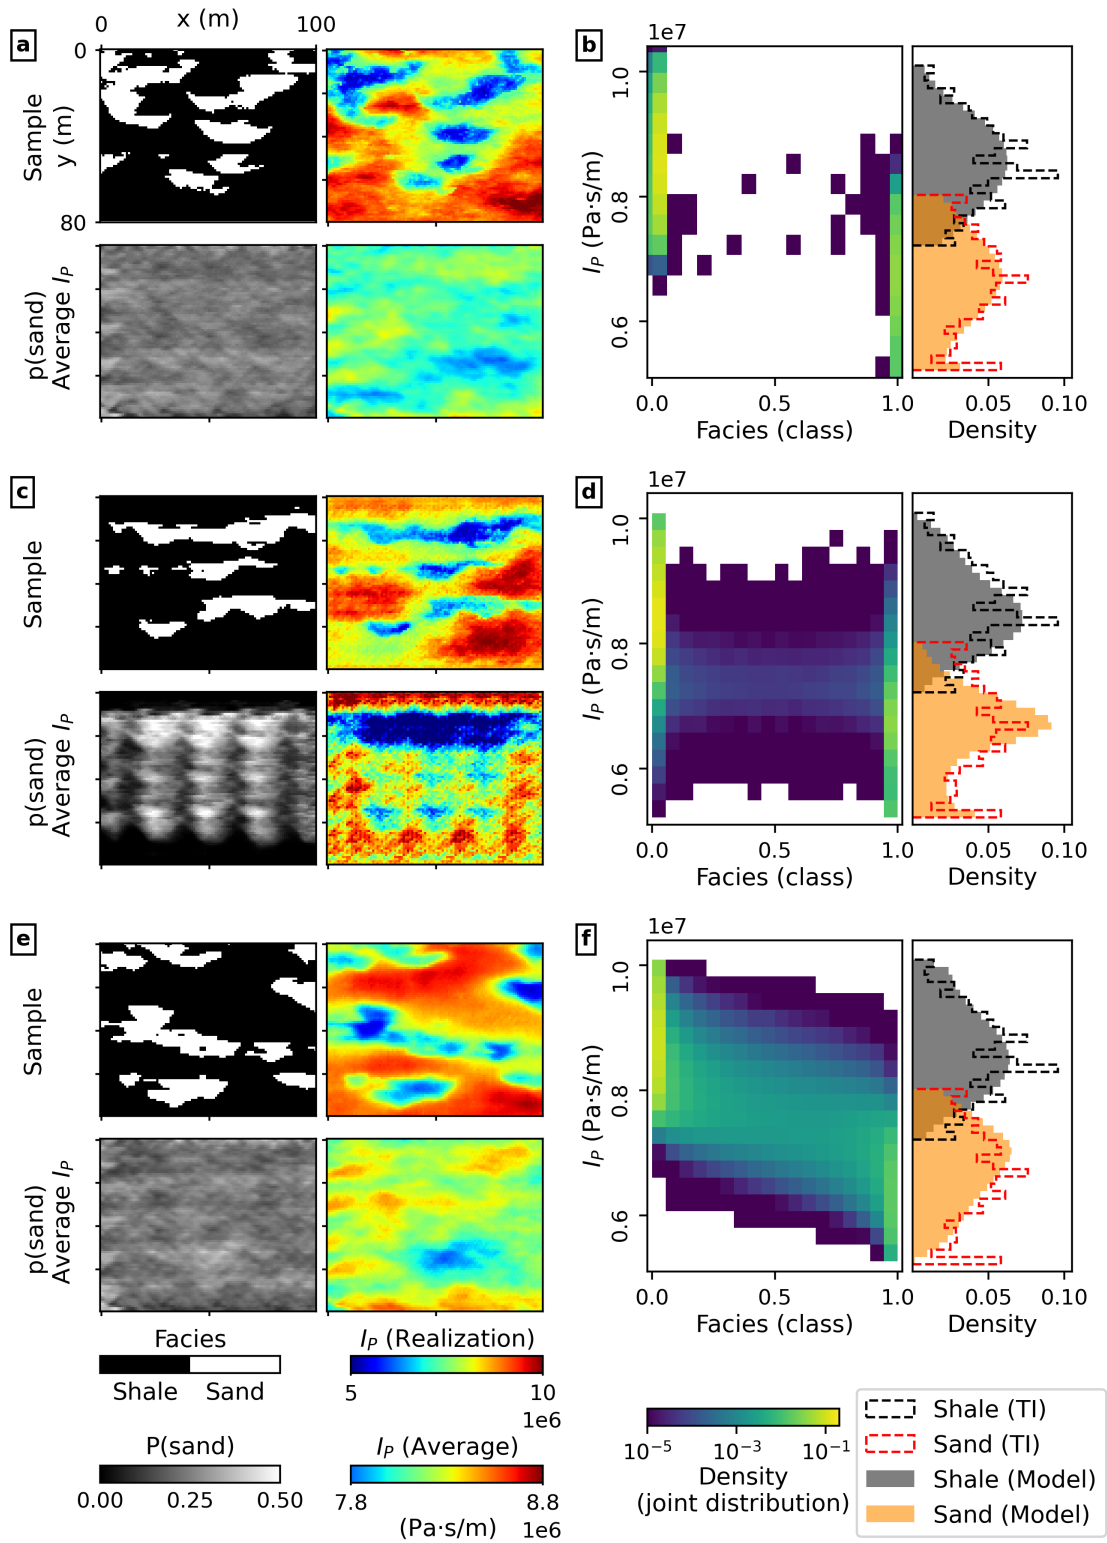 a
0
x (m)
100
0
Sample
y (m)
80
p(sand)
Average I_P
b
1e7
1.0
0.8
0.6
I_P (Pa·s/m)
0.0
0.5
1.0
Facies (class)
0.05
0.10
Density
c
Sample
p(sand)
Average I_P
d
1e7
1.0
0.8
0.6
I_P (Pa·s/m)
0.0
0.5
1.0
Facies (class)
0.05
0.10
Density
e
Sample
p(sand)
Average I_P
f
1e7
1.0
0.8
0.6
I_P (Pa·s/m)
0.0
0.5
1.0
Facies (class)
0.05
0.10
Density
Facies
Shale
Sand
I_P (Realization)
5
10
1e6
P(sand)
0.00
0.25
0.50
I_P (Average)
7.8
8.8
(Pa·s/m)
1e6
10⁻⁵
10⁻³
10⁻¹
Density
(joint distribution)
Shale (TI)
Sand (TI)
Shale (Model)
Sand (Model)